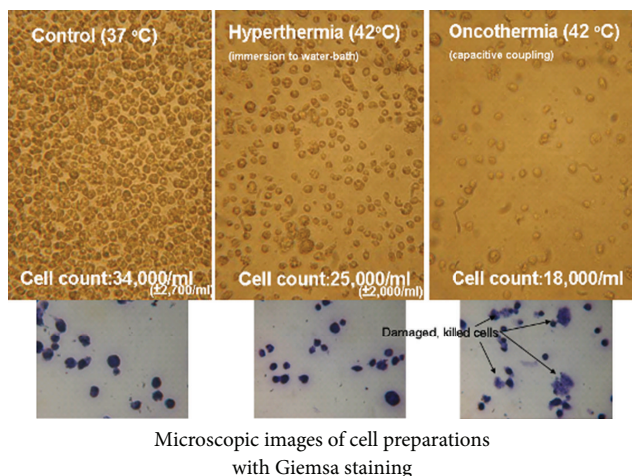 Control (37 °C)
Hyperthermia (42°C)
(immersion to water-bath)
Oncothermia (42 °C)
(capacitive coupling)
Cell count:34,000/ml
(±2,700/ml)
Cell count:25,000/ml
(±2,000/ml)
Cell count:18,000/ml
Damaged, killed cells
Microscopic images of cell preparations
with Giemsa staining